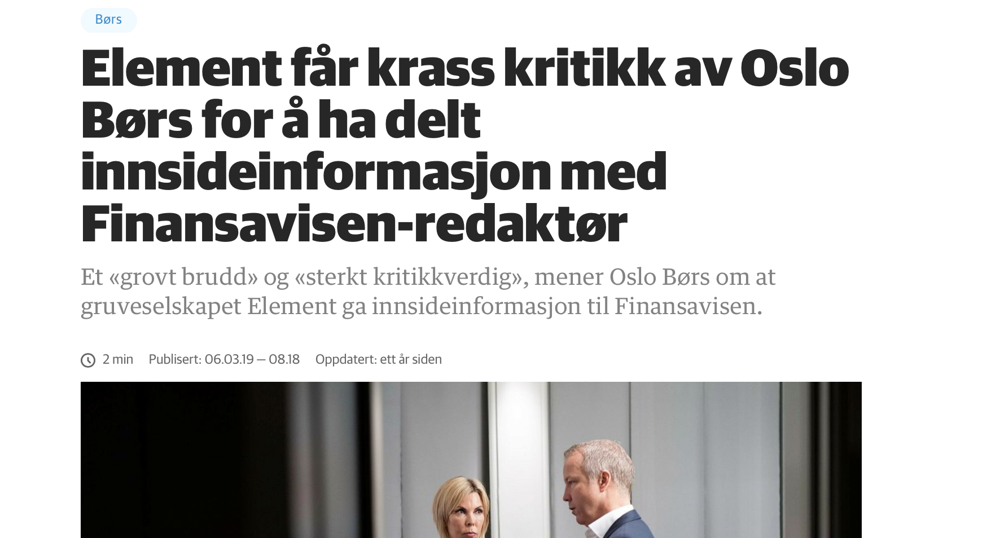 Børs
Element får krass kritikk av Oslo
Børs for å ha delt
innsideinformasjon med
Finansavisen-redaktør
Et «grovt brudd» og «sterkt kritikkverdig», mener Oslo Børs om at
gruveselskapet Element ga innsideinformasjon til Finansavisen.
2 min Publisert: 06.03.19 — 08.18 Oppdatert: ett år siden